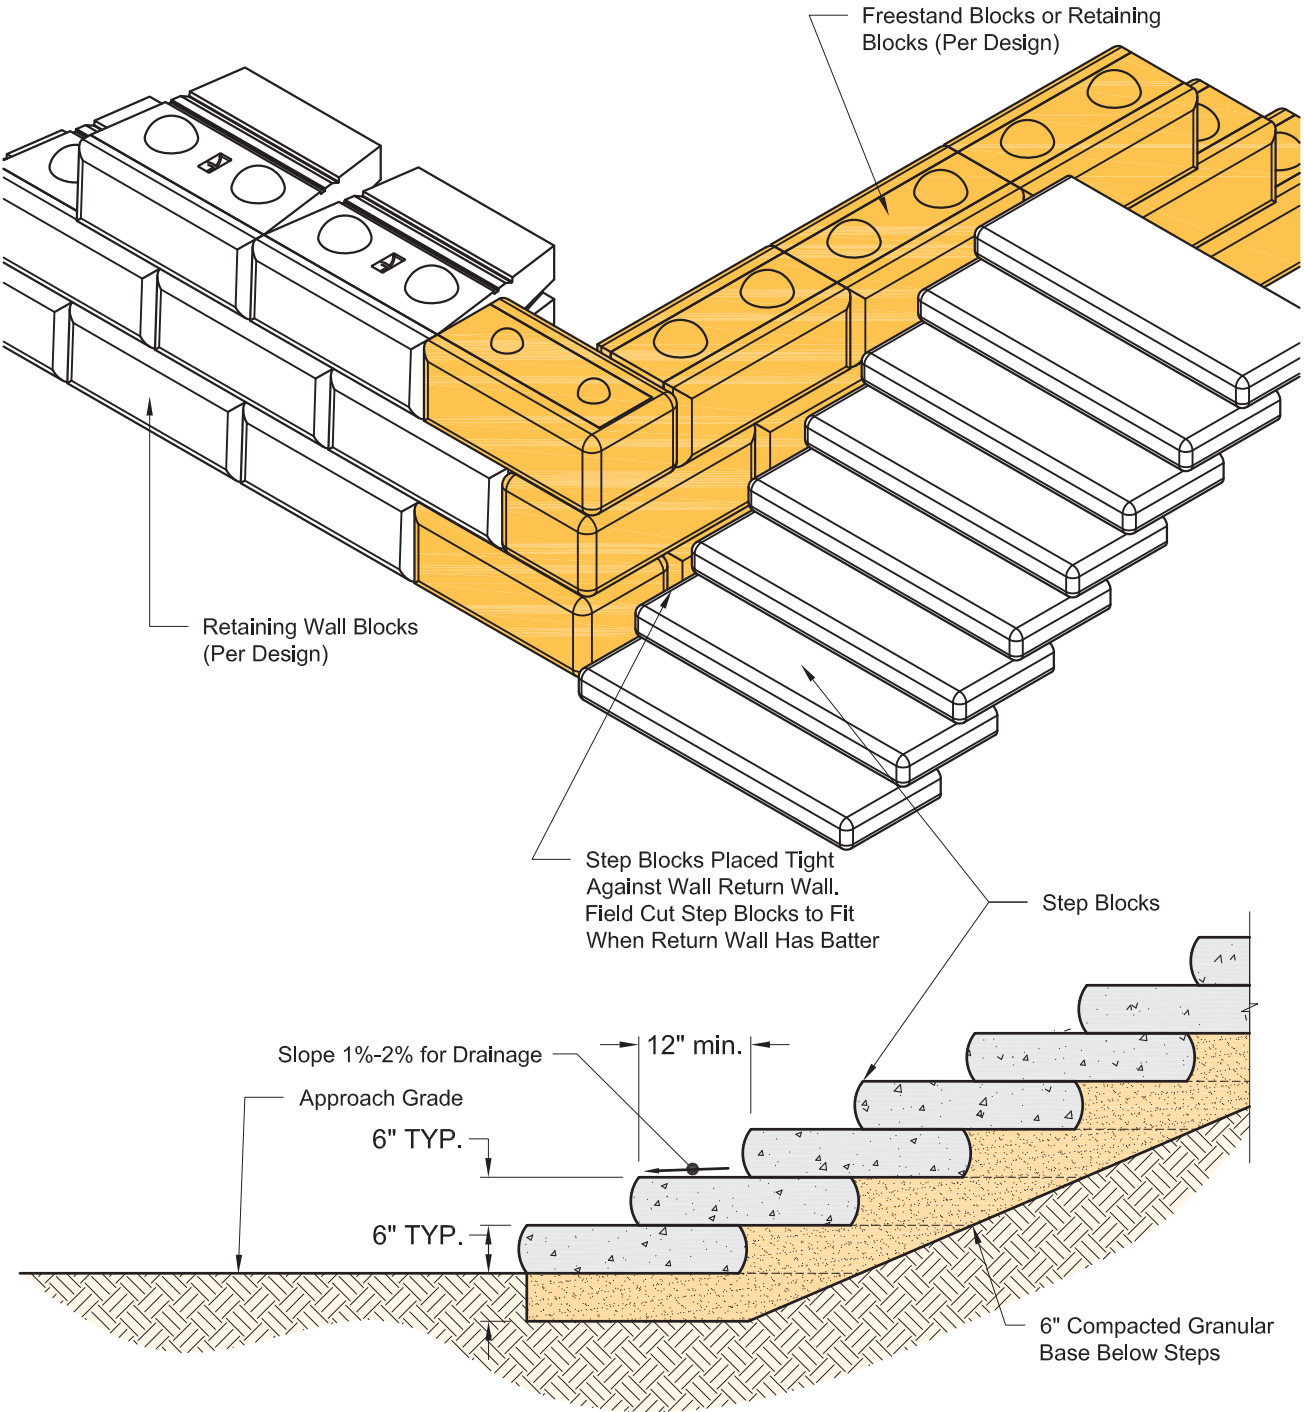 Freestand Blocks or Retaining
Blocks (Per Design)
Retaining Wall Blocks
(Per Design)
Step Blocks Placed Tight
Against Wall Return Wall.
Field Cut Step Blocks to Fit
When Return Wall Has Batter
Step Blocks
12" min.
Slope 1%-2% for Drainage
Approach Grade
6" TYP.
6" TYP.
6" Compacted Granular
Base Below Steps